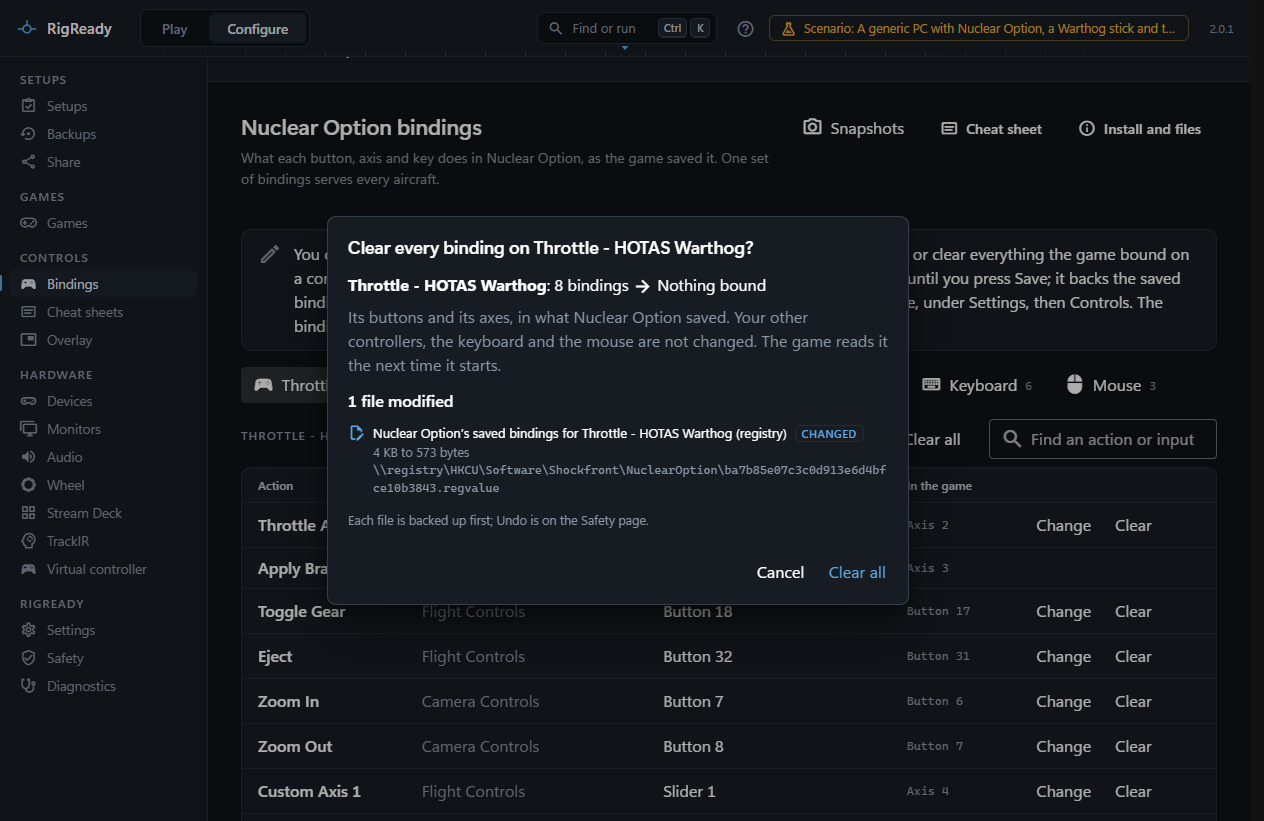 RigReady
Play
Configure
Find or run
Ctrl
K
Scenario: A generic PC with Nuclear Option, a Warthog stick and t...
2.0.1
SETUPS
Setups
Backups
Share
GAMES
Games
CONTROLS
Bindings
Cheat sheets
Overlay
HARDWARE
Devices
Monitors
Audio
Wheel
Stream Deck
TrackIR
Virtual controller
RIGREADY
Settings
Safety
Diagnostics
Nuclear Option bindings
Snapshots
Cheat sheet
Install and files
What each button, axis and key does in Nuclear Option, as the game saved it. One set
of bindings serves every aircraft.
You
or clear everything the game bound on
a
until you press Save; it backs the saved
under Settings, then Controls. The
Keyboard 6
Mouse 3
THROTTLE -
Clear all
Find an action or input
Action
in the game
Throttle
Axis 2
Change
Clear
Apply
Axis 3
Toggle Gear
Flight Controls
Button 18
Button 17
Change
Clear
Eject
Flight Controls
Button 32
Button 31
Change
Clear
Zoom In
Camera Controls
Button 7
Button 6
Change
Clear
Zoom Out
Camera Controls
Button 8
Button 7
Change
Clear
Custom Axis 1
Flight Controls
Slider 1
Axis 4
Change
Clear
Clear every binding on Throttle - HOTAS Warthog?
Throttle - HOTAS Warthog: 8 bindings → Nothing bound
Its buttons and its axes, in what Nuclear Option saved. Your other
controllers, the keyboard and the mouse are not changed. The game reads it
the next time it starts.
1 file modified
Nuclear Option's saved bindings for Throttle - HOTAS Warthog (registry)
CHANGED
4 KB to 573 bytes
\\registry\HKCU\Software\Shockfront\NuclearOption\ba7b85e07c3c0d913e6d4bf
ce10b3843.regvalue
Each file is backed up first; Undo is on the Safety page.
Cancel
Clear all